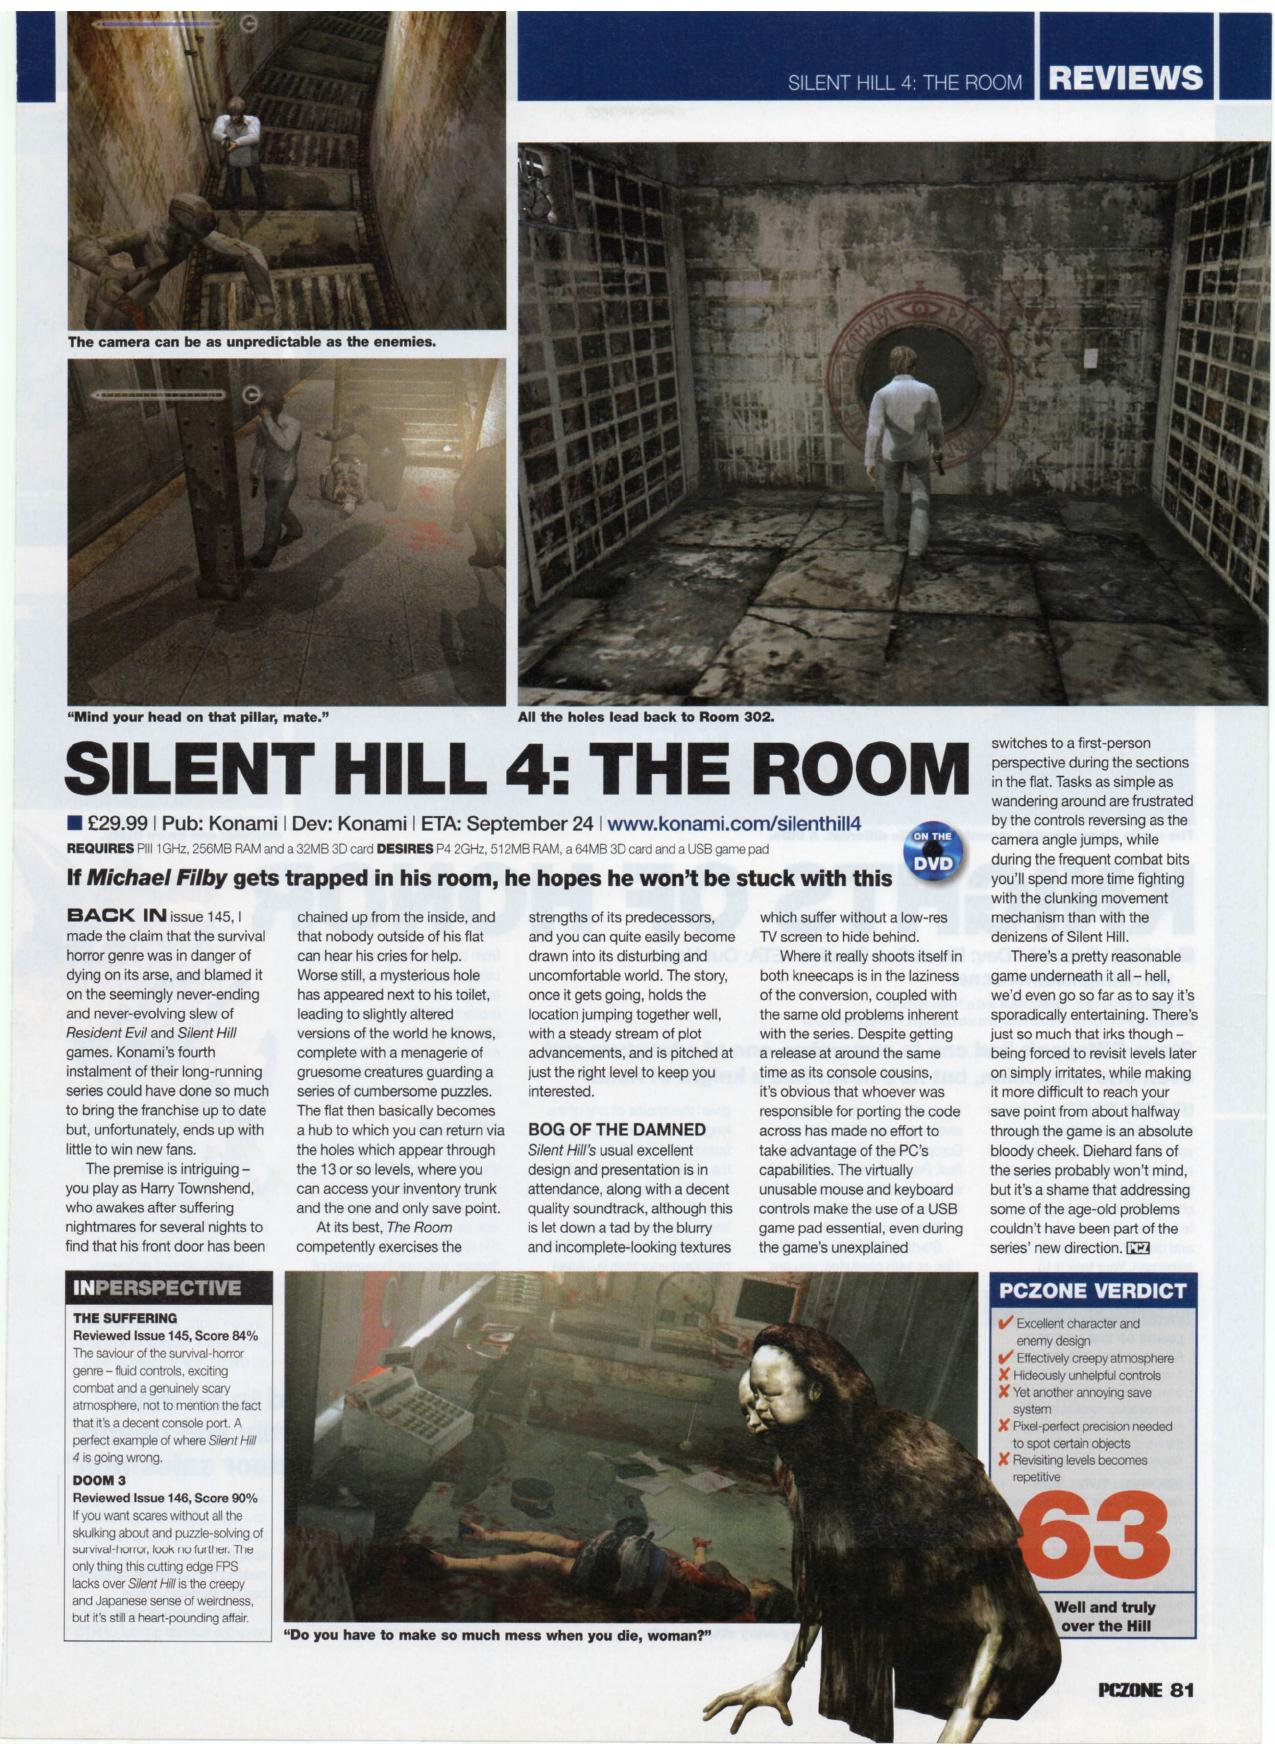 SILENT HILL 4: THE ROOM
REVIEWS
The camera can be as unpredictable as the enemies.
"Mind your head on that pillar, mate."
All the holes lead back to Room 302.
SILENT HILL 4: THE ROOM
£29.99 | Pub: Konami | Dev: Konami | ETA: September 24 | www.konami.com/silenthill4
REQUIRES PIII 1GHz, 256MB RAM and a 32MB 3D card DESIRES P4 2GHz, 512MB RAM, a 64MB 3D card and a USB game pad
ON THE
DVD
If Michael Filby gets trapped in his room, he hopes he won't be stuck with this
BACK IN issue 145, I
made the claim that the survival
horror genre was in danger of
dying on its arse, and blamed it
on the seemingly never-ending
and never-evolving slew of
Resident Evil and Silent Hill
games. Konami's fourth
instalment of their long-running
series could have done so much
to bring the franchise up to date
but, unfortunately, ends up with
little to win new fans.
The premise is intriguing –
you play as Harry Townshend,
who awakes after suffering
nightmares for several nights to
find that his front door has been
chained up from the inside, and
that nobody outside of his flat
can hear his cries for help.
Worse still, a mysterious hole
has appeared next to his toilet,
leading to slightly altered
versions of the world he knows,
complete with a menagerie of
gruesome creatures guarding a
series of cumbersome puzzles.
The flat then basically becomes
a hub to which you can return via
the holes which appear through
the 13 or so levels, where you
can access your inventory trunk
and the one and only save point.
At its best, The Room
competently exercises the
strengths of its predecessors,
and you can quite easily become
drawn into its disturbing and
uncomfortable world. The story,
once it gets going, holds the
location jumping together well,
with a steady stream of plot
advancements, and is pitched at
just the right level to keep you
interested.
BOG OF THE DAMNED
Silent Hill's usual excellent
design and presentation is in
attendance, along with a decent
quality soundtrack, although this
is let down a tad by the blurry
and incomplete-looking textures
which suffer without a low-res
TV screen to hide behind.
Where it really shoots itself in
both kneecaps is in the laziness
of the conversion, coupled with
the same old problems inherent
with the series. Despite getting
a release at around the same
time as its console cousins,
it's obvious that whoever was
responsible for porting the code
across has made no effort to
take advantage of the PC's
capabilities. The virtually
unusable mouse and keyboard
controls make the use of a USB
game pad essential, even during
the game's unexplained
switches to a first-person
perspective during the sections
in the flat. Tasks as simple as
wandering around are frustrated
by the controls reversing as the
camera angle jumps, while
during the frequent combat bits
you'll spend more time fighting
with the clunking movement
mechanism than with the
denizens of Silent Hill.
There's a pretty reasonable
game underneath it all – hell,
we'd even go so far as to say it's
sporadically entertaining. There's
just so much that irks though –
being forced to revisit levels later
on simply irritates, while making
it more difficult to reach your
save point from about halfway
through the game is an absolute
bloody cheek. Diehard fans of
the series probably won't mind,
but it's a shame that addressing
some of the age-old problems
couldn't have been part of the
series' new direction. PCZ
INPERSPECTIVE
THE SUFFERING
Reviewed Issue 145, Score 84%
The saviour of the survival-horror
genre – fluid controls, exciting
combat and a genuinely scary
atmosphere, not to mention the fact
that it's a decent console port. A
perfect example of where Silent Hill
4 is going wrong.
DOOM 3
Reviewed Issue 146, Score 90%
If you want scares without all the
skulking about and puzzle-solving of
survival-horror, look no further. The
only thing this cutting edge FPS
lacks over Silent Hill is the creepy
and Japanese sense of weirdness,
but it's still a heart-pounding affair.
"Do you have to make so much mess when you die, woman?"
PCZONE VERDICT
✓ Excellent character and
enemy design
✓ Effectively creepy atmosphere
✗ Hideously unhelpful controls
✗ Yet another annoying save
system
✗ Pixel-perfect precision needed
to spot certain objects
✗ Revisiting levels becomes
repetitive
63
Well and truly
over the Hill
PCZONE 81